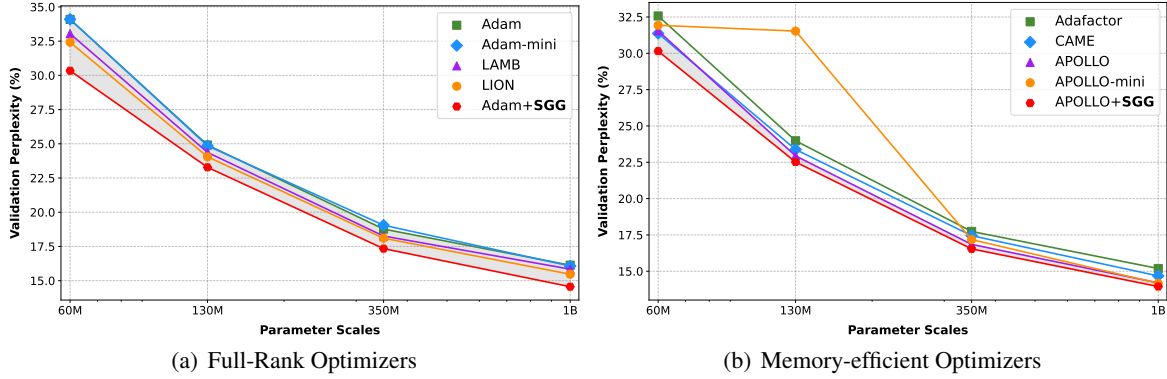 35.0
32.5
30.0
27.5
25.0
22.5
20.0
17.5
15.0
Validation Perplexity (%)
Adam
Adam-mini
LAMB
LION
Adam+SGG
60M
130M
350M
1B
Parameter Scales
(a) Full-Rank Optimizers
32.5
30.0
27.5
25.0
22.5
20.0
17.5
15.0
Validation Perplexity (%)
Adafactor
CAME
APOLLO
APOLLO-mini
APOLLO+SGG
60M
130M
350M
1B
Parameter Scales
(b) Memory-efficient Optimizers